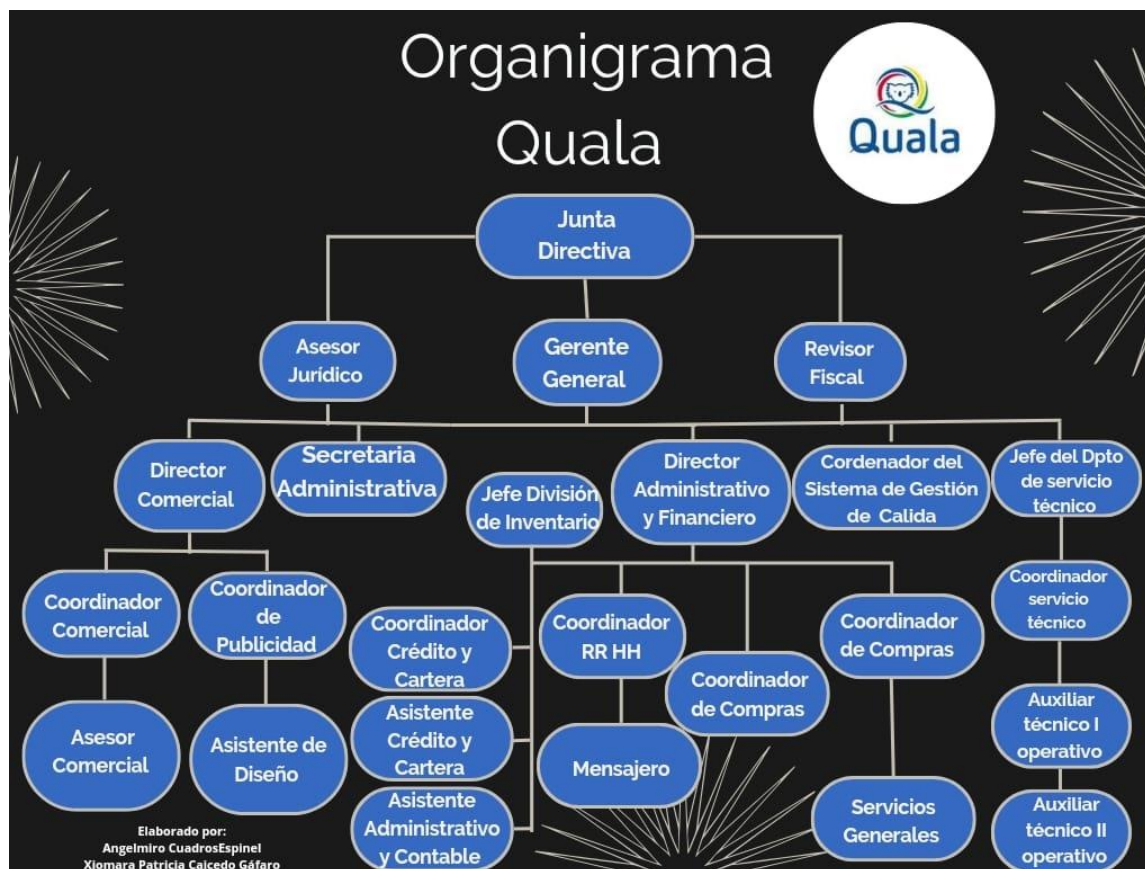 Organigrama
Quala
Quala
Junta
Directiva
Asesor
Jurídico
Gerente
General
Revisor
Fiscal
Director
Comercial
Secretaria
Administrativa
Jefe División
de Inventario
Director
Administrativo
y Financiero
Cordenador del
Sistema de Gestión
de Calida
Jefe del Dpto
de servicio
técnico
Coordinador
Comercial
Coordinador
de
Publicidad
Coordinador
Crédito y
Cartera
Coordinador
RR HH
Coordinador
de Compras
Coordinador
de Compras
Coordinador
servicio
técnico
Asesor
Comercial
Asistente de
Diseño
Asistente
Crédito y
Cartera
Mensajero
Auxiliar
técnico I
operativo
Asistente
Administrativo
y Contable
Servicios
Generales
Auxiliar
técnico II
operativo
Elaborado por:
Angelmiro CuadrosEspinel
Xiomara Patricia Caicedo Gáfaro